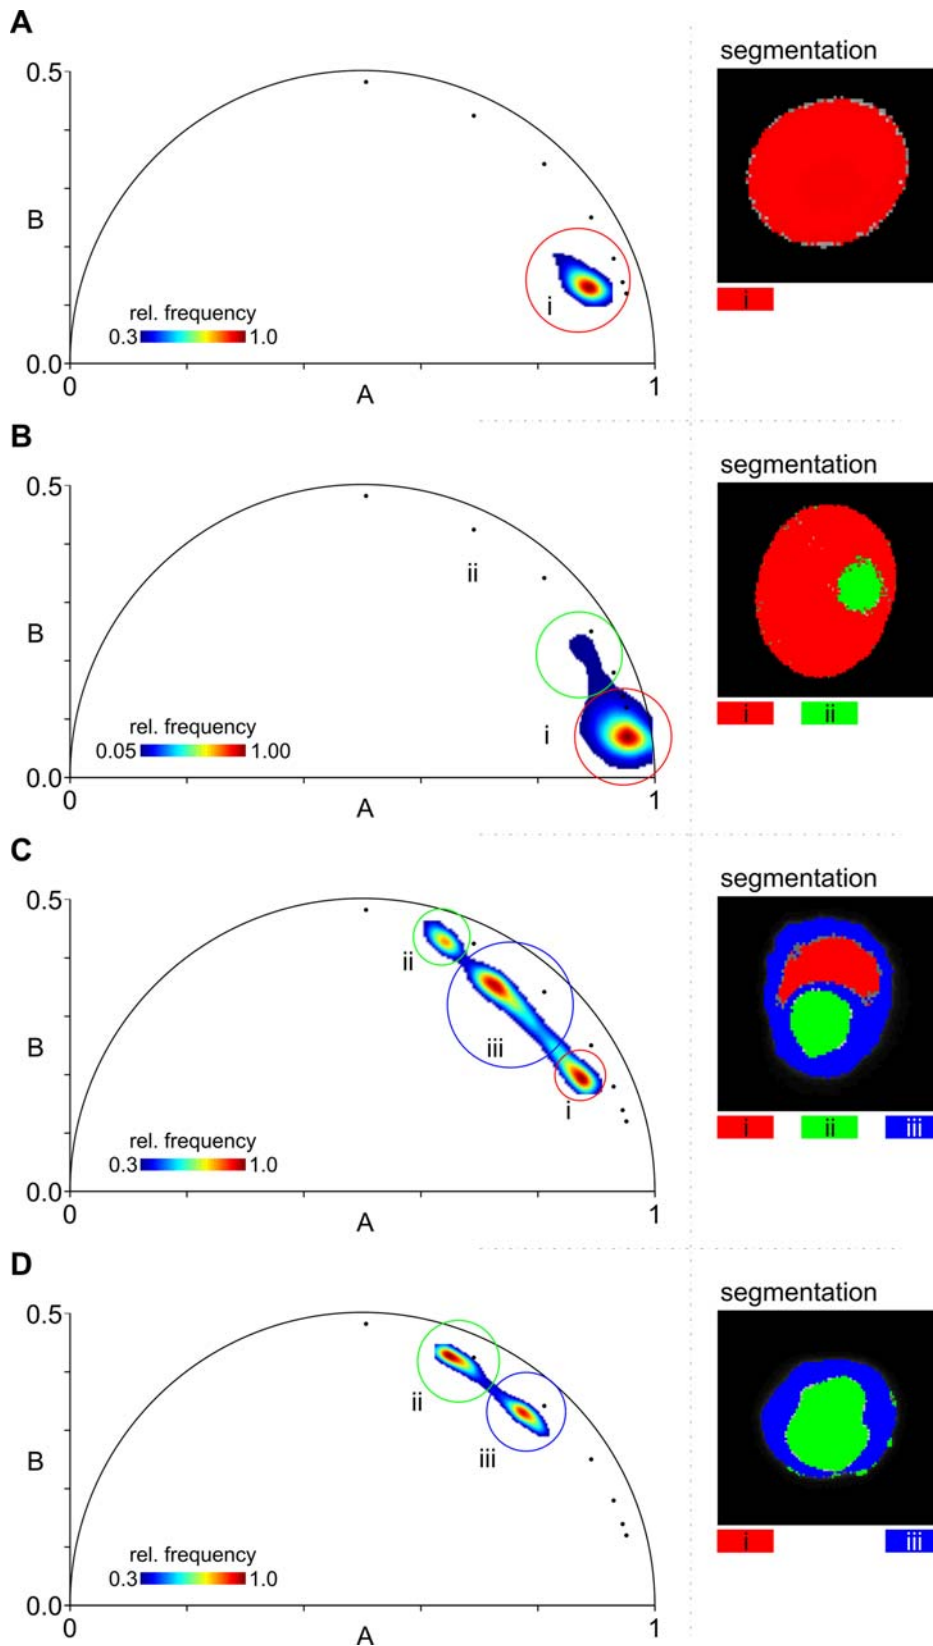 A
segmentation
0.5
B
i
rel. frequency
0.3 1.0
0.0
0 1
A
i
B
segmentation
0.5
ii
B
i
rel. frequency
0.05 1.00
0.0
0 1
A
i ii
C
segmentation
0.5
ii
B
iii
i
rel. frequency
0.3 1.0
0.0
0 1
A
i ii iii
D
segmentation
0.5
ii
B
iii
rel. frequency
0.3 1.0
0.0
0 1
A
i iii